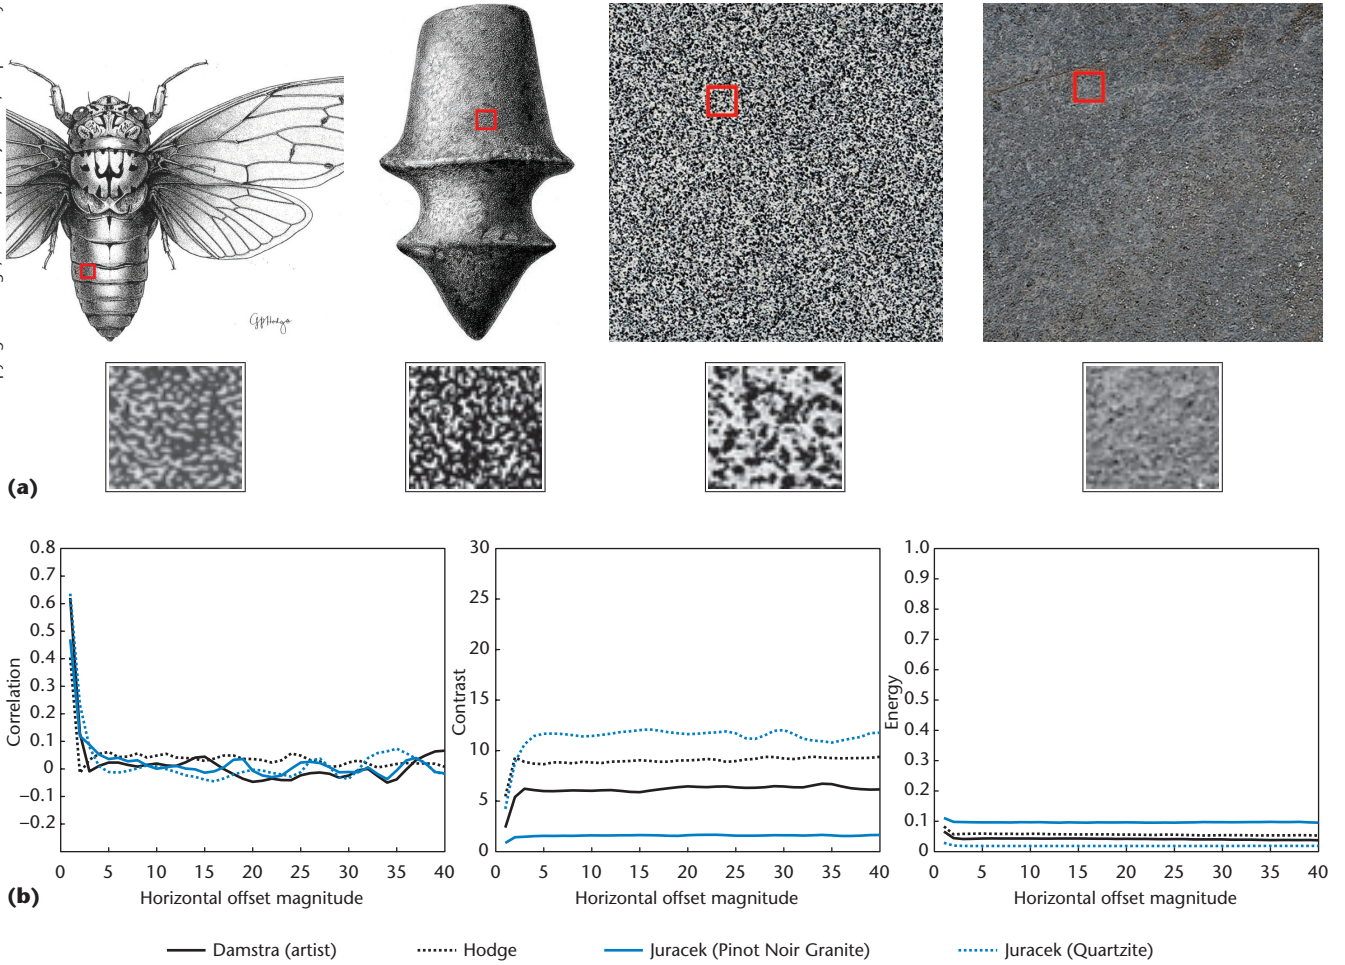 (a)
0.8
0.7
0.6
0.5
0.4
0.3
0.2
0.1
0
−0.1
−0.2
Correlation
0 5 10 15 20 25 30 35 40
Horizontal offset magnitude
30
25
20
15
10
5
0
Contrast
0 5 10 15 20 25 30 35 40
Horizontal offset magnitude
1.0
0.9
0.8
0.7
0.6
0.5
0.4
0.3
0.2
0.1
0
Energy
0 5 10 15 20 25 30 35 40
Horizontal offset magnitude
(b)
Damstra (artist) Hodge Juracek (Pinot Noir Granite) Juracek (Quartzite)